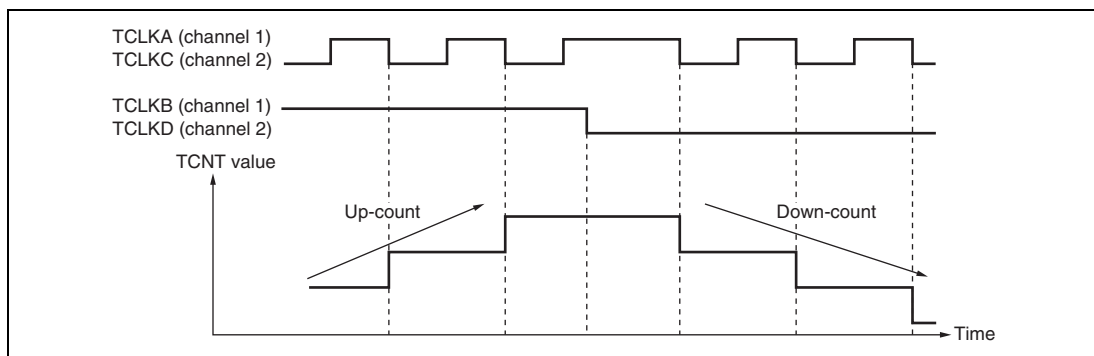 TCLKA (channel 1)
TCLKC (channel 2)
TCLKB (channel 1)
TCLKD (channel 2)
TCNT value
Up-count
Down-count
Time